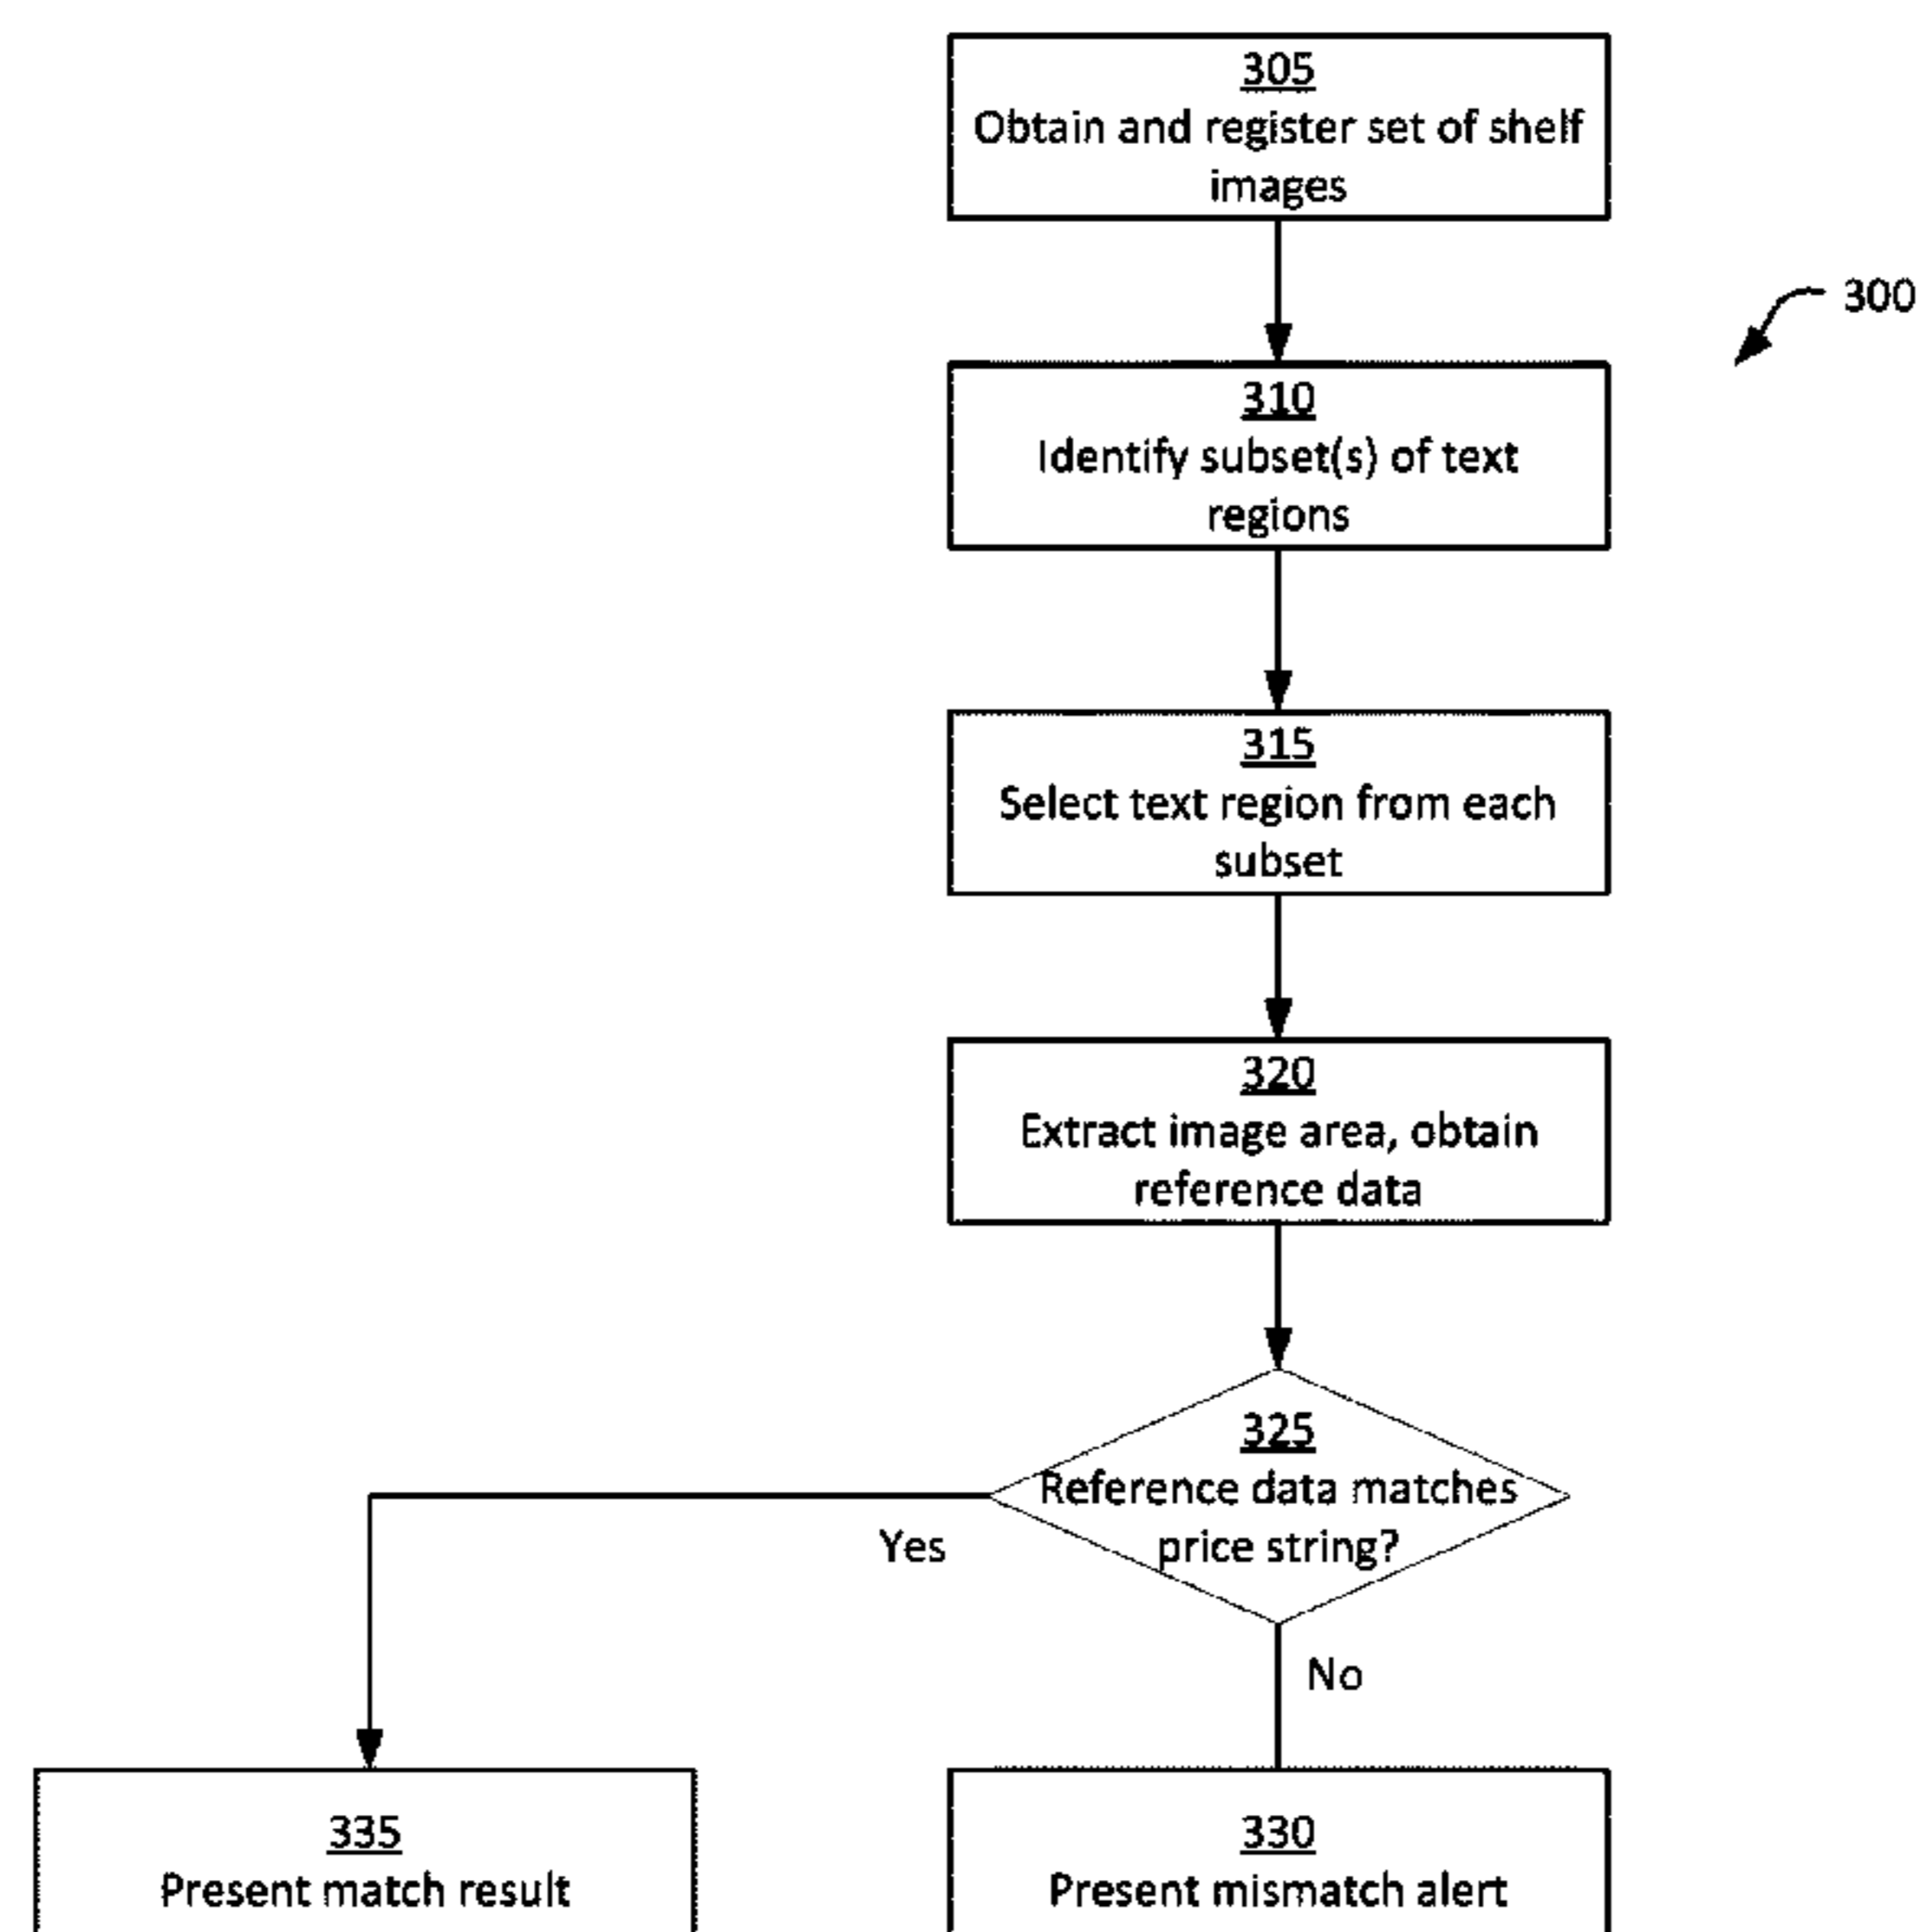 305
Obtain and register set of shelf
images
300
310
Identify subset(s) of text
regions
315
Select text region from each
subset
320
Extract image area, obtain
reference data
325
Reference data matches
price string?
Yes
No
335
Present match result
330
Present mismatch alert